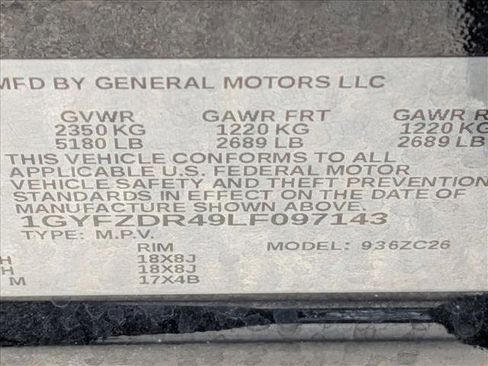 MFD BY GENERAL MOTORS LLC
GVWR GAWR FRT GAWR R
2350 KG 1220 KG 1220 KG
5180 LB 2689 LB 2689 LB
THIS VEHICLE CONFORMS TO ALL
APPLICABLE U.S. FEDERAL MOTOR
VEHICLE SAFETY AND THEFT PREVENTION
STANDARDS IN EFFECT ON THE DATE OF
MANUFACTURE SHOWN ABOVE.
1GYFZDR49LF097143
TYPE: M.P.V. MODEL: 936ZC26
RIM
H 18X8J
H 18X8J
M 17X4B